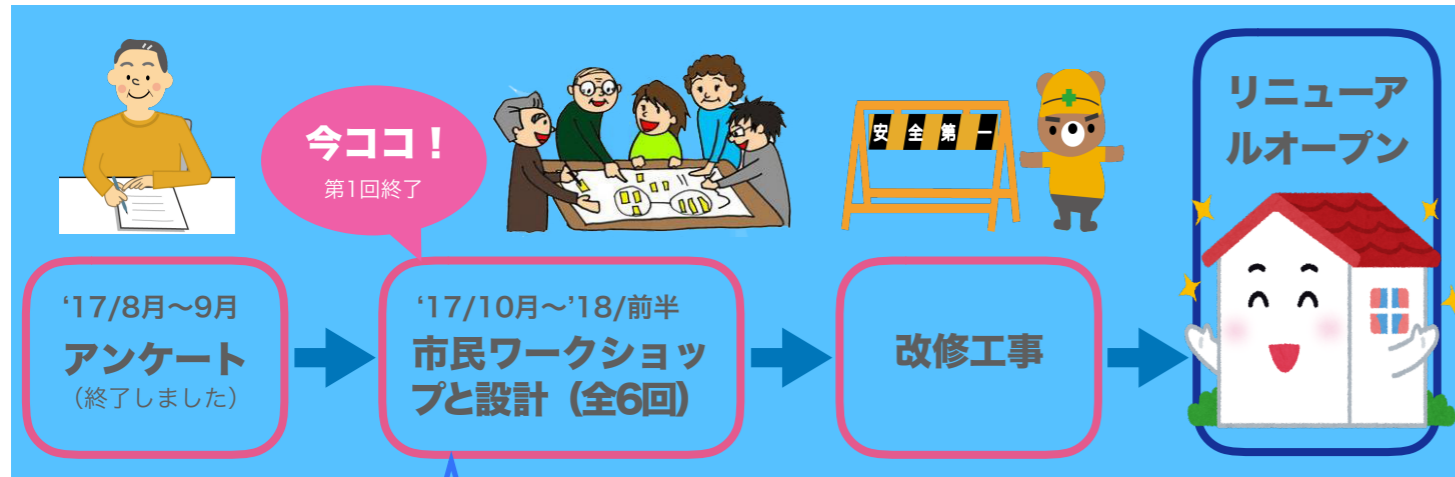 今ココ！
第1回終了
安全第一
リニューア
ルオープン
‘17/8月〜9月
アンケート
（終了しました）
‘17/10月〜’18/前半
市民ワークショッ
プと設計（全6回）
改修工事